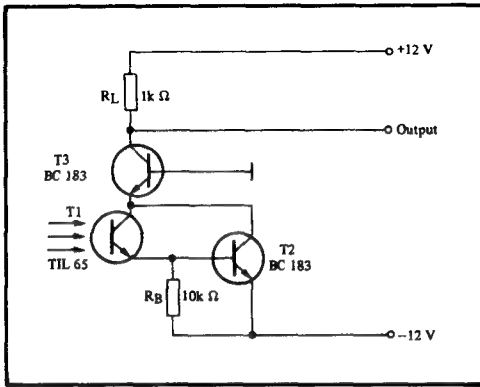 +12 V
RL 1k Ω
Output
T3
BC 183
T1
TIL 65
T2
BC 183
RB 10k Ω
−12 V